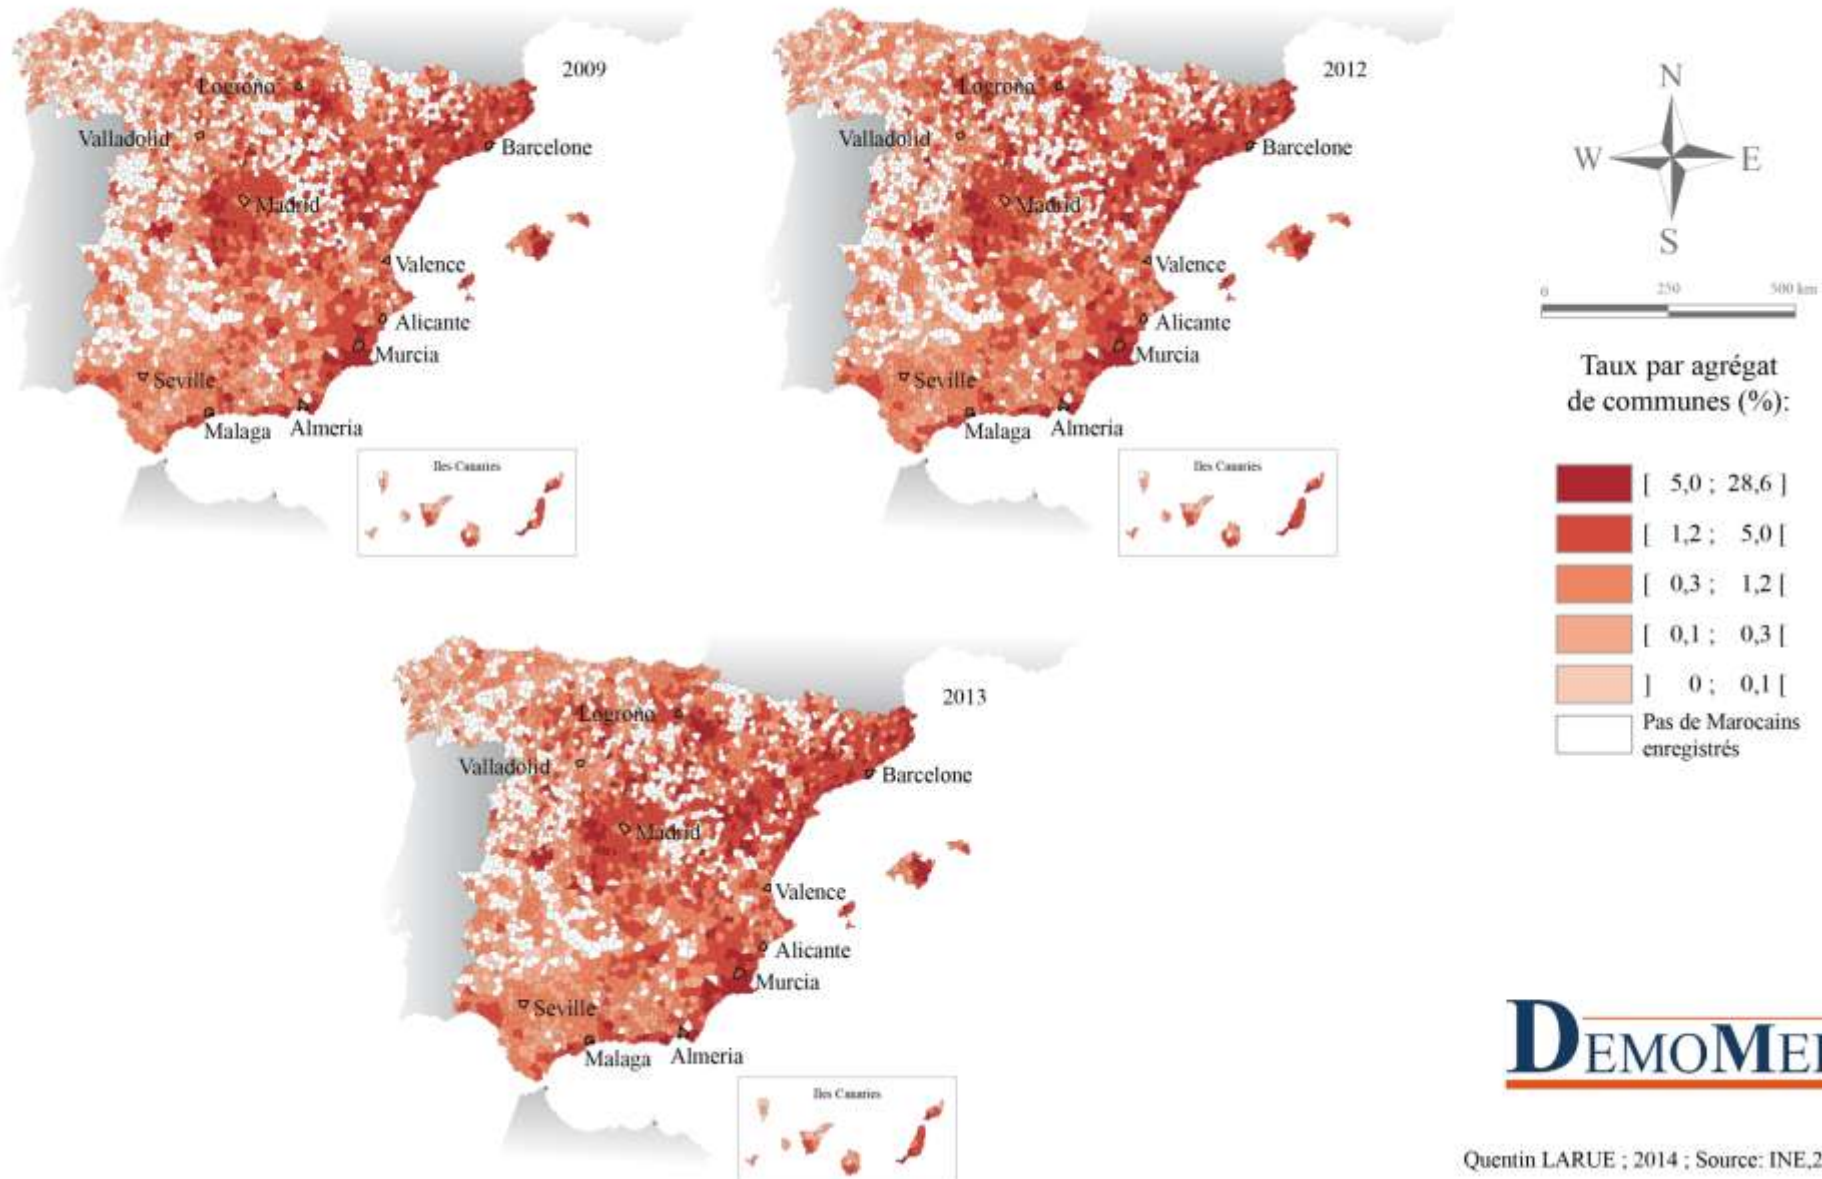 2009
Logroño
Valladolid
Barcelone
Madrid
Valence
Alicante
Murcia
Seville
Malaga
Almeria
Iles Canaries
2012
Logroño
Valladolid
Barcelone
Madrid
Valence
Alicante
Murcia
Seville
Malaga
Almeria
Iles Canaries
2013
Logroño
Valladolid
Barcelone
Madrid
Valence
Alicante
Murcia
Seville
Malaga
Almeria
Iles Canaries
N
W E
S
0 250 500 km
Taux par agrégat
de communes (%):
[ 5,0 ; 28,6 ]
[ 1,2 ; 5,0 [
[ 0,3 ; 1,2 [
[ 0,1 ; 0,3 [
] 0 ; 0,1 [
Pas de Marocains
enregistrés
DEMOME
Quentin LARUE ; 2014 ; Source: INE,2